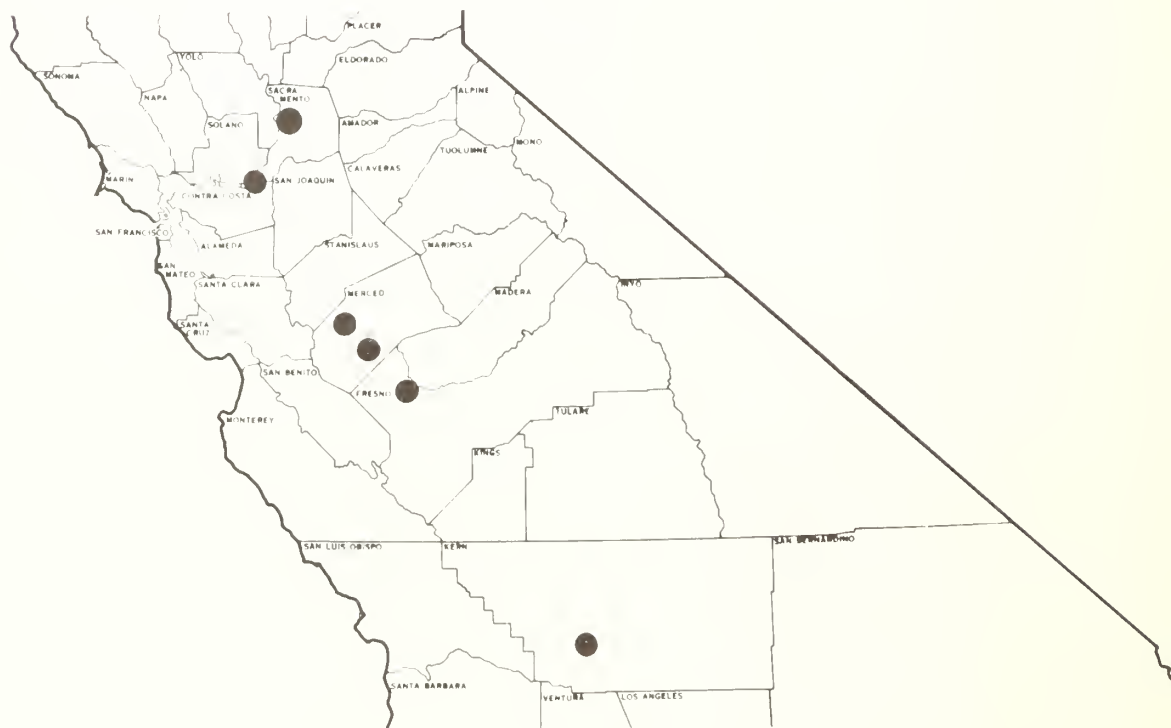 PLACER
YOLO
ELDORADO
SONOMA
SACRA
MENTO
ALPINE
NAPA
SOLANO
AMADOR
MONO
TUOLUMNE
CALAVERAS
MARIN
SAN JOAQUIN
CONTRA COSTA
SAN FRANCISCO
ALAMEDA
STANISLAUS
MARIPOSA
SAN
MATEO
SANTA CLARA
INYO
MERCED
MADERA
SANTA
CRUZ
SAN BENITO
FRESNO
TULARE
MONTEREY
KINGS
SAN LUIS OBISPO
KERN
SAN BERNARDINO
SANTA BARBARA
VENTURA
LOS ANGELES